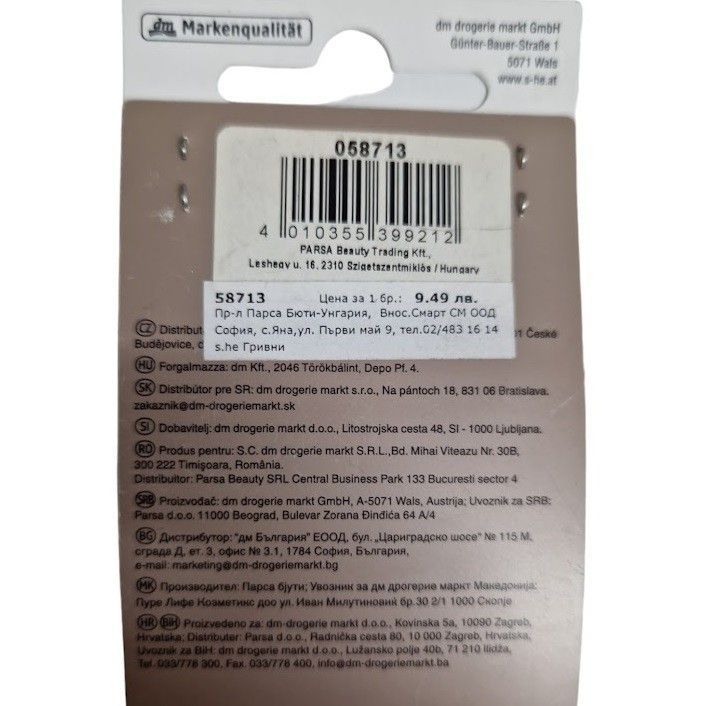 dm Markenqualität
dm drogerie markt GmbH
Günter-Bauer-Straße 1
5071 Wals
www.s-he.at
058713
4 010355 399212
PARSA Beauty Trading Kft.,
Leshegy u. 16. 2310 Szigetszentmiklós / Hungary
58713 Цена за 1 бр.: 9.49 лв.
Пр-л Парса Бюти-Унгария, Внос.Смарт СМ ООД
София, с.Яна,ул. Първи май 9, тел.02/483 16 14
s.he Гривни
CZ Distribut
01 České
Budějovice,
HU Forgalmazza: dm Kft., 2046 Törökbálint, Depo Pf. 4.
SK Distribútor pre SR: dm drogerie markt s.r.o., Na pántoch 18, 831 06 Bratislava.
zakaznik@dm-drogeriemarkt.sk
SI Dobavitelj: dm drogerie markt d.o.o., Litostrojska cesta 48, SI - 1000 Ljubljana.
RO Produs pentru: S.C. dm drogerie markt S.R.L.,Bd. Mihai Viteazu Nr. 30B,
300 222 Timişoara, România.
Distribuitor: Parsa Beauty SRL Central Business Park 133 Bucuresti sector 4
SRB Proizvođač: dm drogerie markt GmbH, A-5071 Wals, Austrija; Uvoznik za SRB:
Parsa d.o.o. 11000 Beograd, Bulevar Zorana Đinđića 64 A/4
BG Дистрибутор: "дм България" ЕООД, бул. „Цариградско шосе" № 115 М,
сграда Д, ет. 3, офис № 3.1, 1784 София, България,
e-mail: marketing@dm-drogeriemarkt.bg
MK Производител: Парса бјути; Увозник за дм дрогерие маркт Македонија:
Пуре Лифе Козметикс доо ул. Иван Милутиновиќ бр.30 2/1 1000 Скопје
HR BiH Proizvedeno za: dm-drogerie markt d.o.o., Kovinska 5a, 10090 Zagreb,
Hrvatska; Distributer: Parsa d.o.o., Radnička cesta 80, 10 000 Zagreb, Hrvatska,
Uvoznik za BiH: dm drogerie markt d.o.o., Lužansko polje 40b, 71 210 Ilidža,
Tel. 033/778 300, Fax. 033/778 400, info@dm-drogeriemarkt.ba